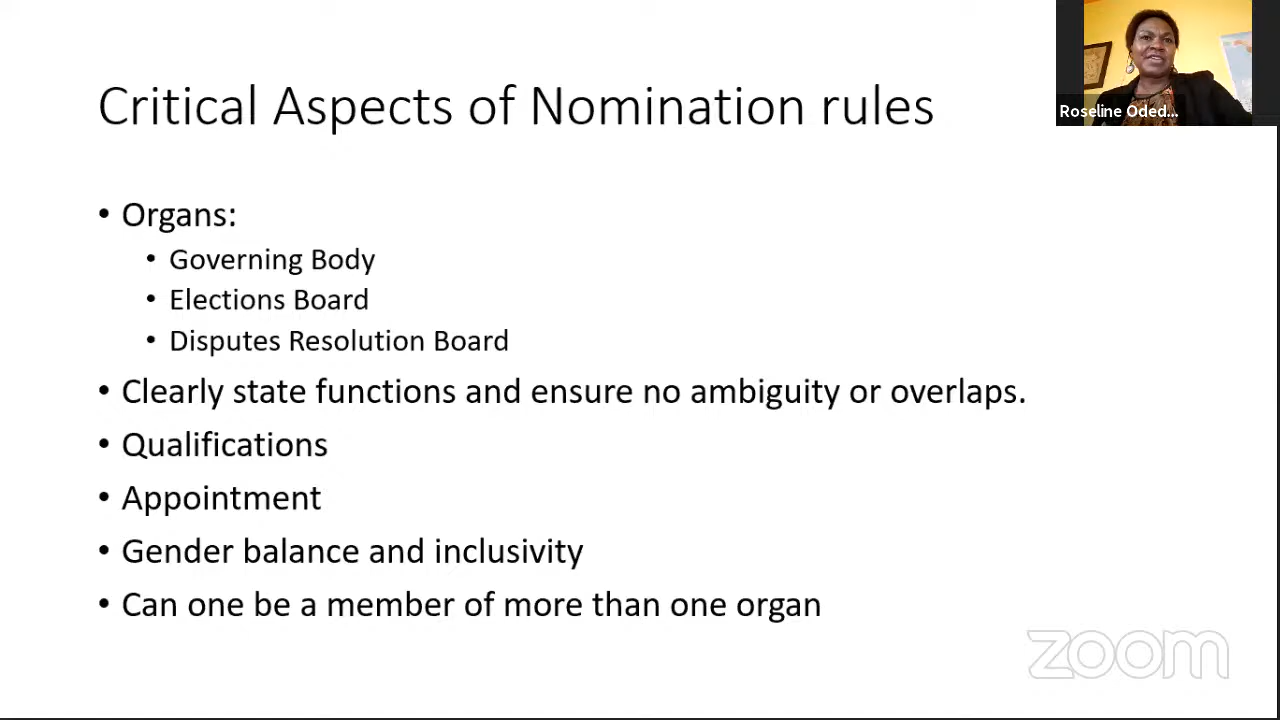 Critical Aspects of Nomination rules
Roseline Oded...
• Organs:
• Governing Body
• Elections Board
• Disputes Resolution Board
• Clearly state functions and ensure no ambiguity or overlaps.
• Qualifications
• Appointment
• Gender balance and inclusivity
• Can one be a member of more than one organ
zoom